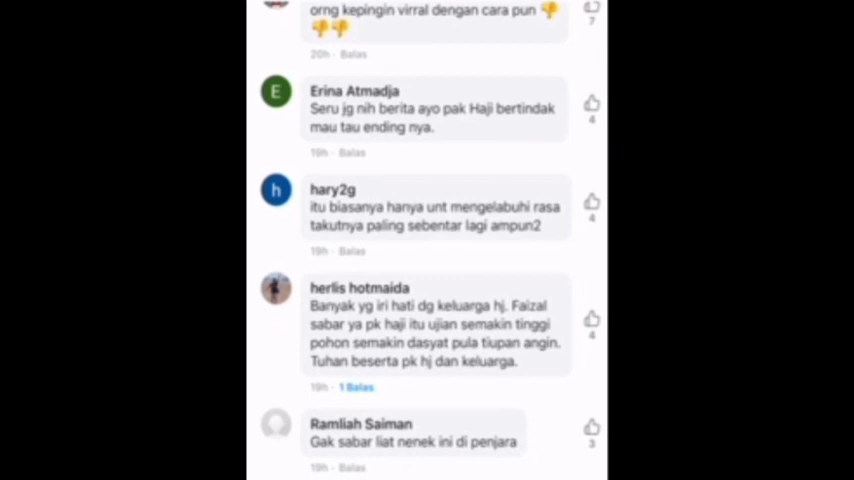 orng kepingin virral dengan cara pun 👎
👎👎
7
20h · Balas
E
Erina Atmadja
Seru jg nih berita ayo pak Haji bertindak
mau tau ending nya.
4
19h · Balas
h
hary2g
itu biasanya hanya unt mengelabuhi rasa
takutnya paling sebentar lagi ampun2
4
19h · Balas
herlis hotmaida
Banyak yg iri hati dg keluarga hj. Faizal
sabar ya pk haji itu ujian semakin tinggi
pohon semakin dasyat pula tiupan angin.
Tuhan beserta pk hj dan keluarga.
4
19h · 1 Balas
Ramliah Saiman
Gak sabar liat nenek ini di penjara
3
19h · Balas